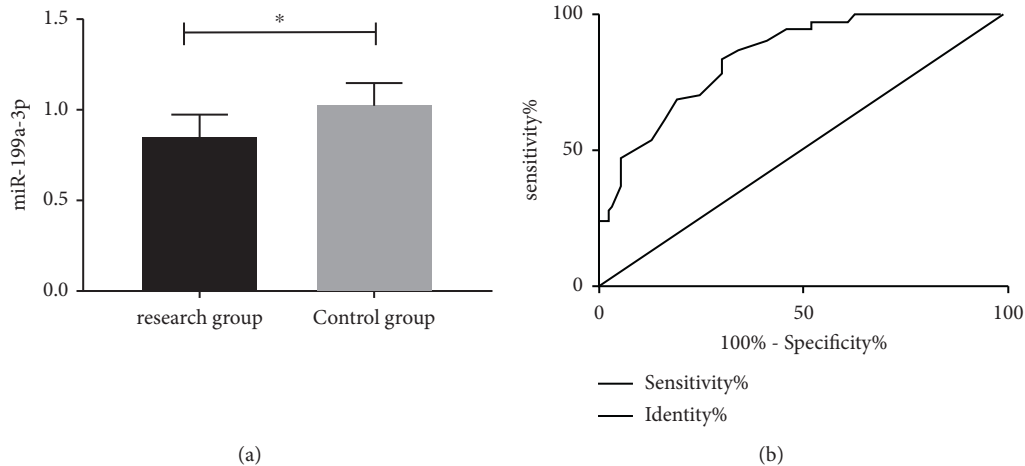 1.5
*
1.0
miR-199a-3p
0.5
0.0
research group
Control group
(a)
100
sensitivity%
50
0
0
50
100
100% - Specificity%
Sensitivity%
Identity%
(b)